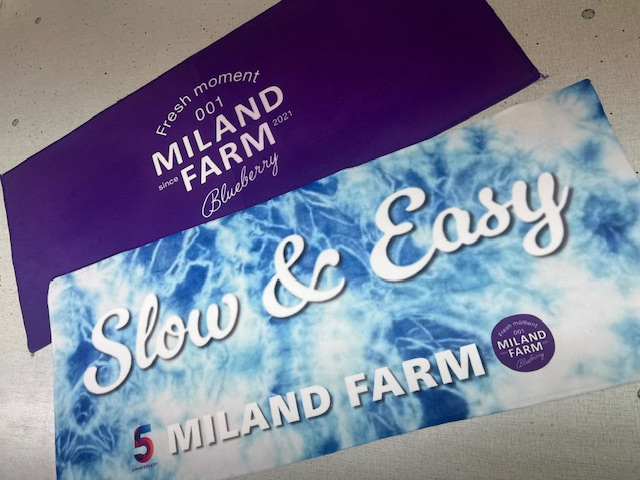 Fresh moment
001
MILAND
FARM
since 2021
Blueberry
Slow & Easy
5 MILAND FARM
ANNIVERSARY
Fresh moment
001
MILAND
FARM
Blueberry